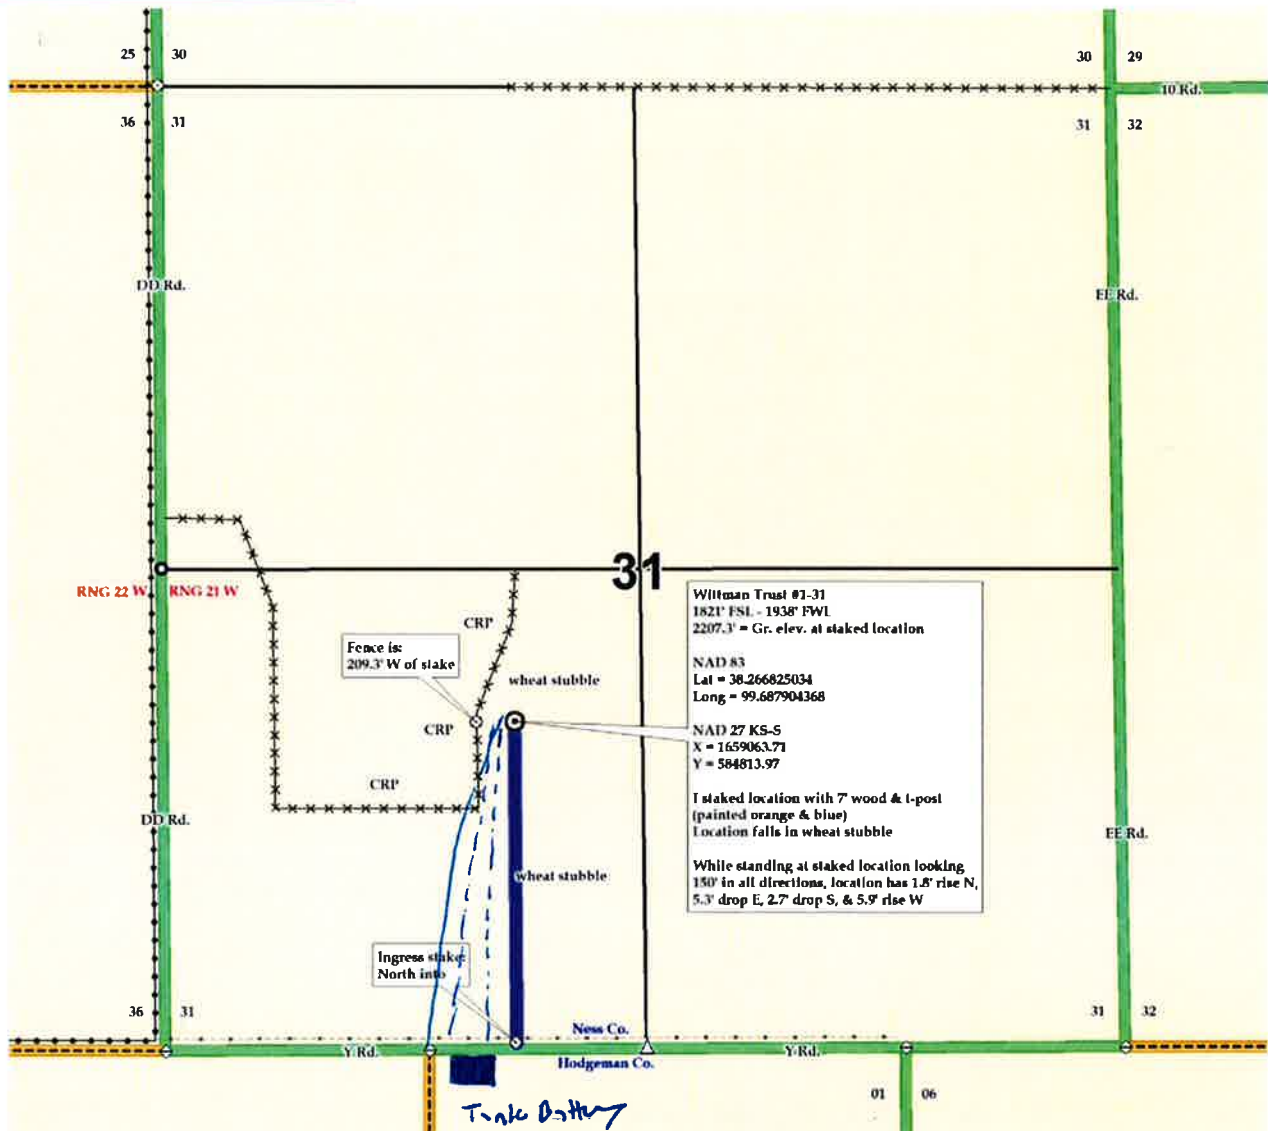 25 30
30 29
10 Rd.
36 31
31 32
DD Rd.
EE Rd.
31
RNG 22 W RNG 21 W
Wittman Trust #1-31
1821' FSL - 1938' FWL
2207.3' = Gr. elev. at staked location
NAD 83
Lat = 38.266825034
Long = 99.687904368
NAD 27 KS-S
X = 1659063.71
Y = 584813.97
I staked location with 7' wood & t-post
(painted orange & blue)
Location falls in wheat stubble
While standing at staked location looking
150' in all directions, location has 1.8' rise N,
5.3' drop E, 2.7' drop S, & 5.9' rise W
CRP
Fence is:
209.3' W of stake
wheat stubble
CRP
CRP
DD Rd.
EE Rd.
wheat stubble
Ingress stake
North into
36 31
31 32
Ness Co.
Y Rd.
Y Rd.
Hodgeman Co.
01 06
Tank Battery